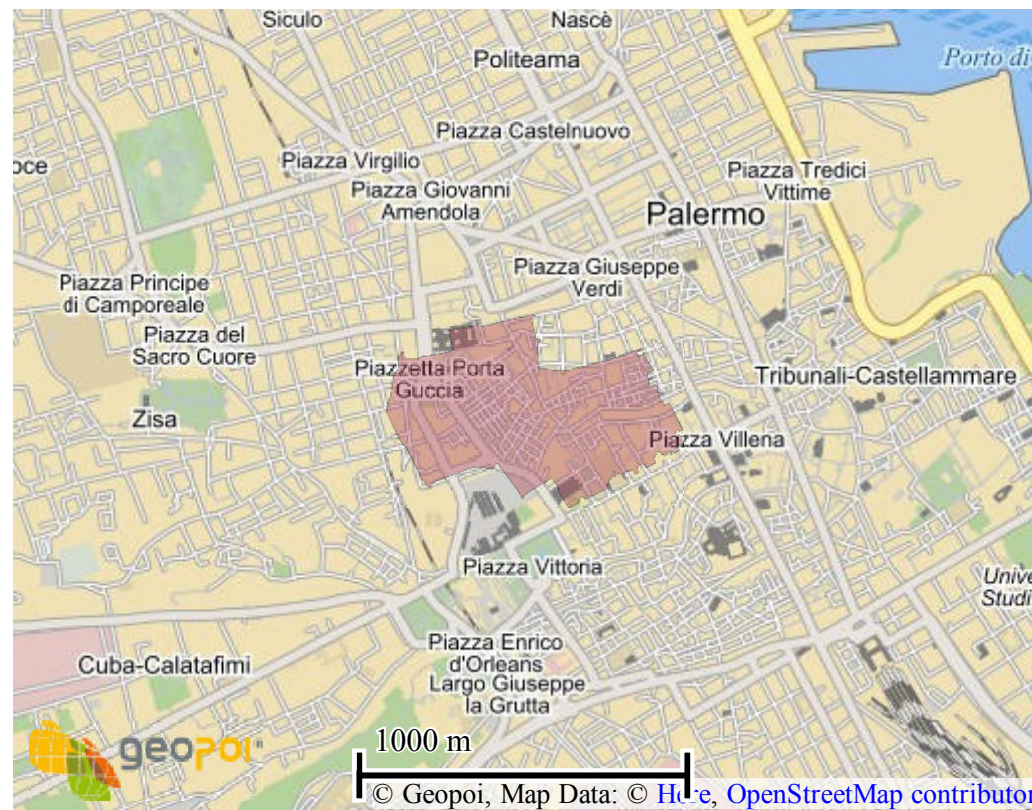 Siculo
Nascè
Politeama
Porto di
Piazza Castelnuovo
oce
Piazza Virgilio
Piazza Tredici
Vittime
Piazza Giovanni
Amendola
Palermo
Piazza Giuseppe
Verdi
Piazza Principe
di Camporeale
Piazza del
Sacro Cuore
Piazzetta Porta
Guccia
Tribunali-Castellammare
Zisa
Piazza Villena
Piazza Vittoria
Unive
Studi
Piazza Enrico
d'Orleans
Cuba-Calatafimi
Largo Giuseppe
la Grutta
geopoi
1000 m
© Geopoi, Map Data: © Here, OpenStreetMap contributor